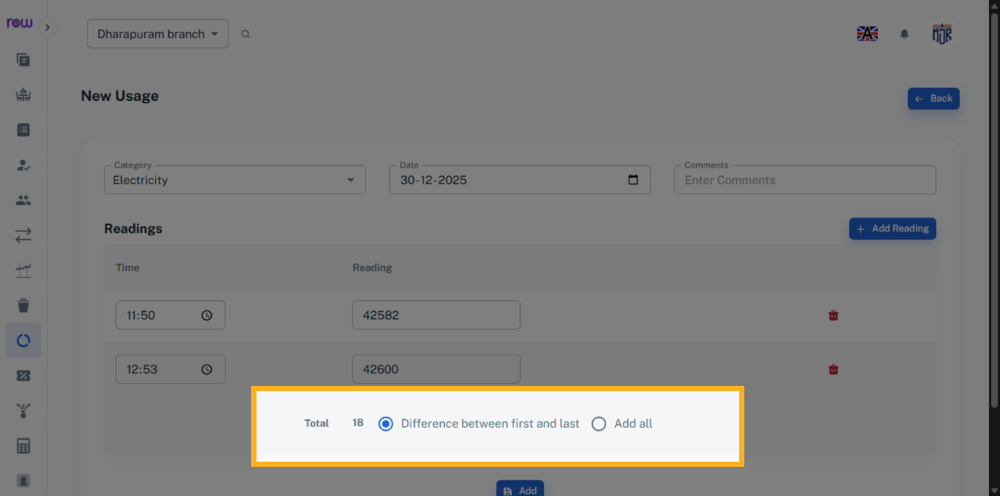 row
Dharapuram branch
A
MJR
New Usage
Back
Category
Electricity
Date
30-12-2025
Comments
Enter Comments
Readings
Add Reading
Time Reading
11:50 42582
12:53 42600
Total 18 Difference between first and last Add all
Add